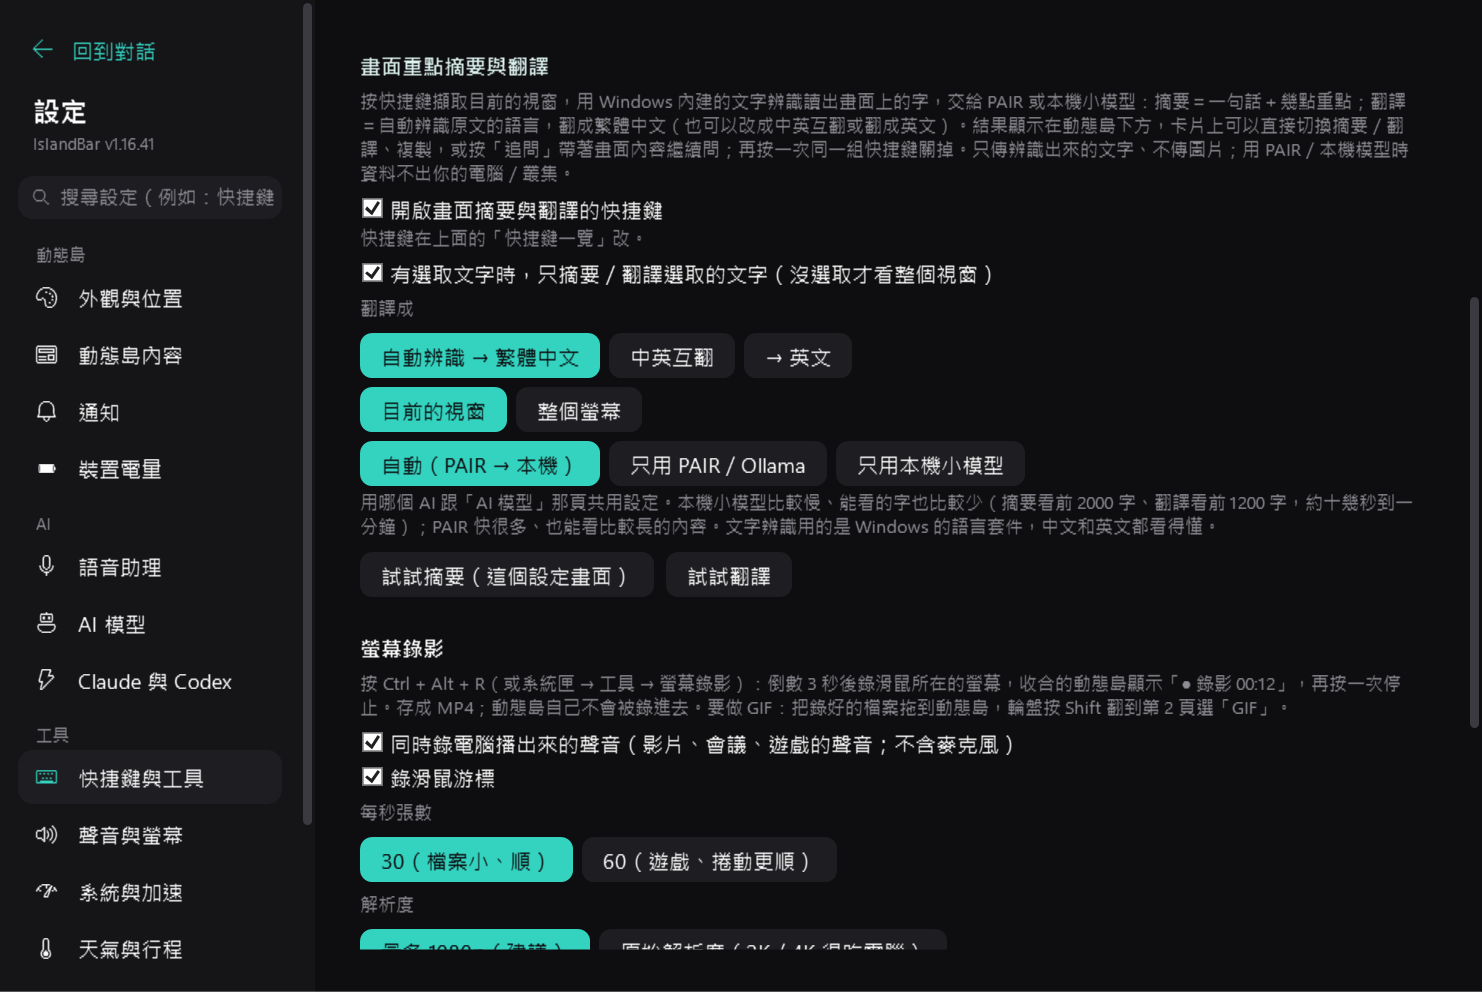 回到對話
設定
IslandBar v1.16.41
搜尋設定（例如：快捷鍵
動態島
外觀與位置
動態島內容
通知
裝置電量
AI
語音助理
AI 模型
Claude 與 Codex
工具
快捷鍵與工具
聲音與螢幕
系統與加速
天氣與行程
畫面重點摘要與翻譯
按快捷鍵擷取目前的視窗，用 Windows 內建的文字辨識讀出畫面上的字，交給 PAIR 或本機小模型：摘要 = 一句話 + 幾點重點；翻譯
= 自動辨識原文的語言，翻成繁體中文（也可以改成中英互翻或翻成英文）。結果顯示在動態島下方，卡片上可以直接切換摘要 / 翻
譯、複製，或按「追問」帶著畫面內容繼續問；再按一次同一組快捷鍵關掉。只傳辨識出來的文字、不傳圖片；用 PAIR / 本機模型時
資料不出你的電腦 / 叢集。
開啟畫面摘要與翻譯的快捷鍵
快捷鍵在上面的「快捷鍵一覽」改。
有選取文字時，只摘要 / 翻譯選取的文字（沒選取才看整個視窗）
翻譯成
自動辨識 → 繁體中文
中英互翻
→ 英文
目前的視窗
整個螢幕
自動（PAIR → 本機）
只用 PAIR / Ollama
只用本機小模型
用哪個 AI 跟「AI 模型」那頁共用設定。本機小模型比較慢、能看的字也比較少（摘要看前 2000 字、翻譯看前 1200 字，約十幾秒到一
分鐘）；PAIR 快很多、也能看比較長的內容。文字辨識用的是 Windows 的語言套件，中文和英文都看得懂。
試試摘要（這個設定畫面）
試試翻譯
螢幕錄影
按 Ctrl + Alt + R（或系統匣 → 工具 → 螢幕錄影）：倒數 3 秒後錄滑鼠所在的螢幕，收合的動態島顯示「● 錄影 00:12」，再按一次停
止。存成 MP4；動態島自己不會被錄進去。要做 GIF：把錄好的檔案拖到動態島，輪盤按 Shift 翻到第 2 頁選「GIF」。
同時錄電腦播出來的聲音（影片、會議、遊戲的聲音；不含麥克風）
錄滑鼠游標
每秒張數
30（檔案小、順）
60（遊戲、捲動更順）
解析度